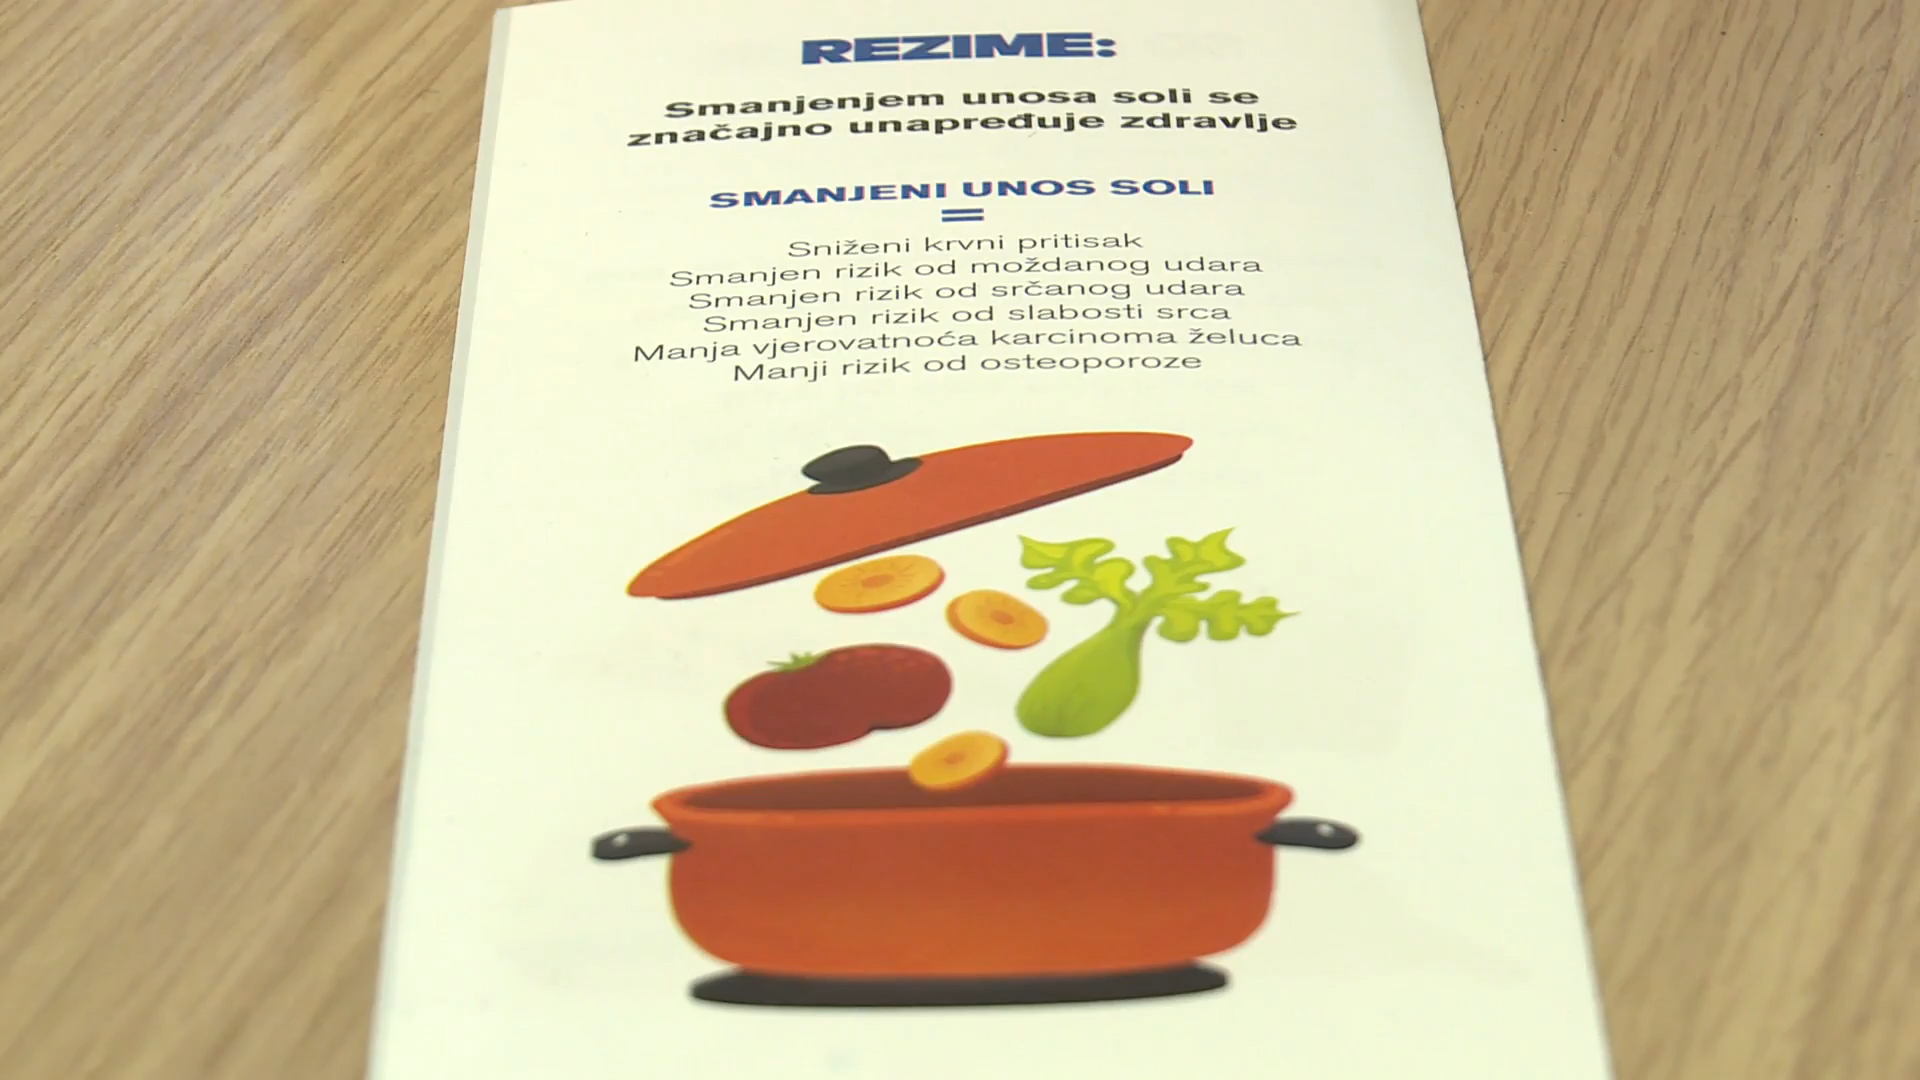 REZIME:
Smanjenjem unosa soli se
značajno unapređuje zdravlje
SMANJENI UNOS SOLI
=
Sniženi krvni pritisak
Smanjen rizik od moždanog udara
Smanjen rizik od srčanog udara
Smanjen rizik od slabosti srca
Manja vjerovatnoća karcinoma želuca
Manji rizik od osteoporoze